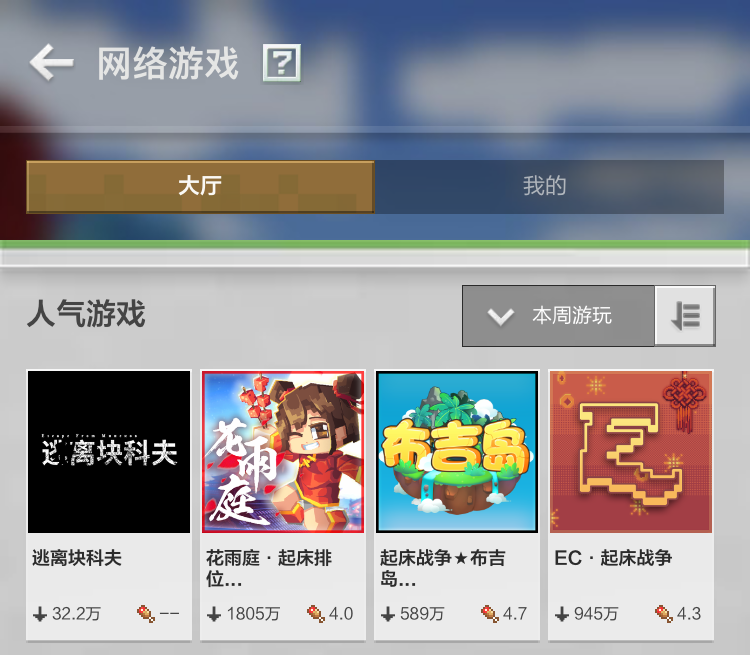 网络游戏 ?
大厅
我的
人气游戏
本周游玩
逃离块科夫
花雨庭
布吉岛
逃离块科夫
花雨庭·起床排
位...
起床战争★布吉
岛...
EC·起床战争
32.2万
--
1805万
4.0
589万
4.7
945万
4.3